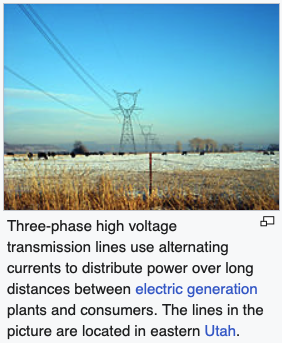 Three-phase high voltage
transmission lines use alternating
currents to distribute power over long
distances between electric generation
plants and consumers. The lines in the
picture are located in eastern Utah.